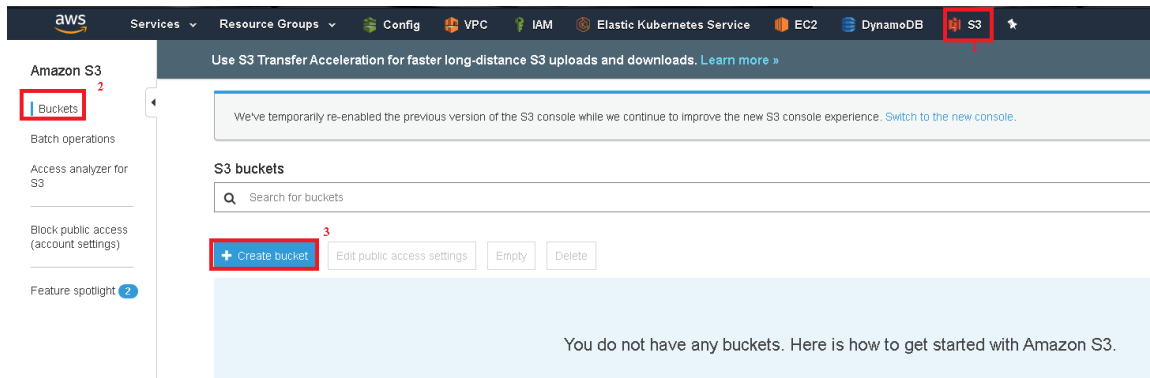 aws Services Resource Groups Config VPC IAM Elastic Kubernetes Service EC2 DynamoDB S3
1
Use S3 Transfer Acceleration for faster long-distance S3 uploads and downloads. Learn more »
Amazon S3
2
Buckets
Batch operations
Access analyzer for
S3
Block public access
(account settings)
Feature spotlight 2
We've temporarily re-enabled the previous version of the S3 console while we continue to improve the new S3 console experience. Switch to the new console.
S3 buckets
Search for buckets
3
+ Create bucket Edit public access settings Empty Delete
You do not have any buckets. Here is how to get started with Amazon S3.